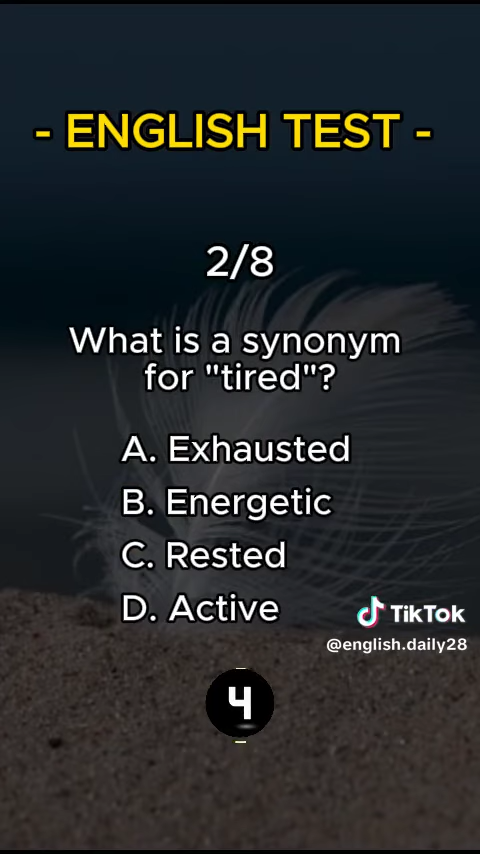 - ENGLISH TEST -
2/8
What is a synonym
for "tired"?
A. Exhausted
B. Energetic
C. Rested
D. Active
TikTok
@english.daily28
4